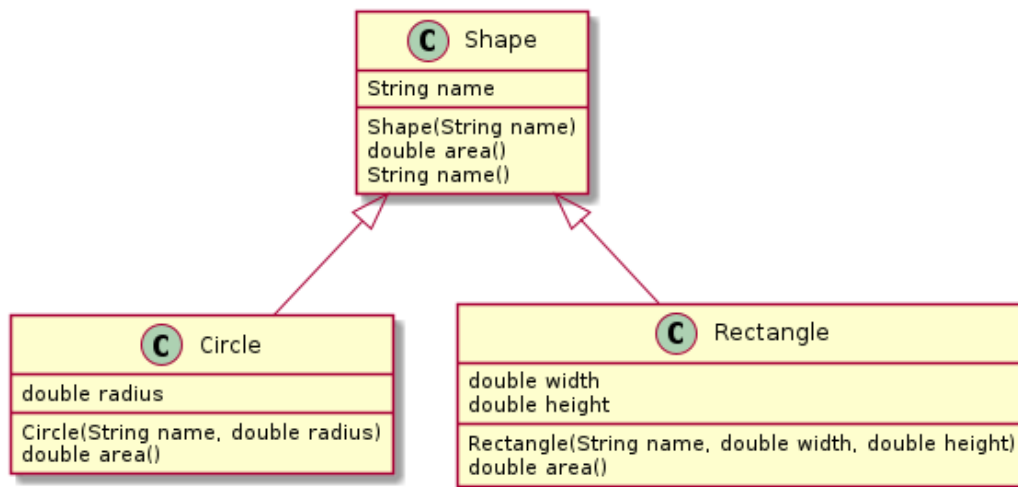 C Shape
String name
Shape(String name)
double area()
String name()
C Circle
double radius
Circle(String name, double radius)
double area()
C Rectangle
double width
double height
Rectangle(String name, double width, double height)
double area()